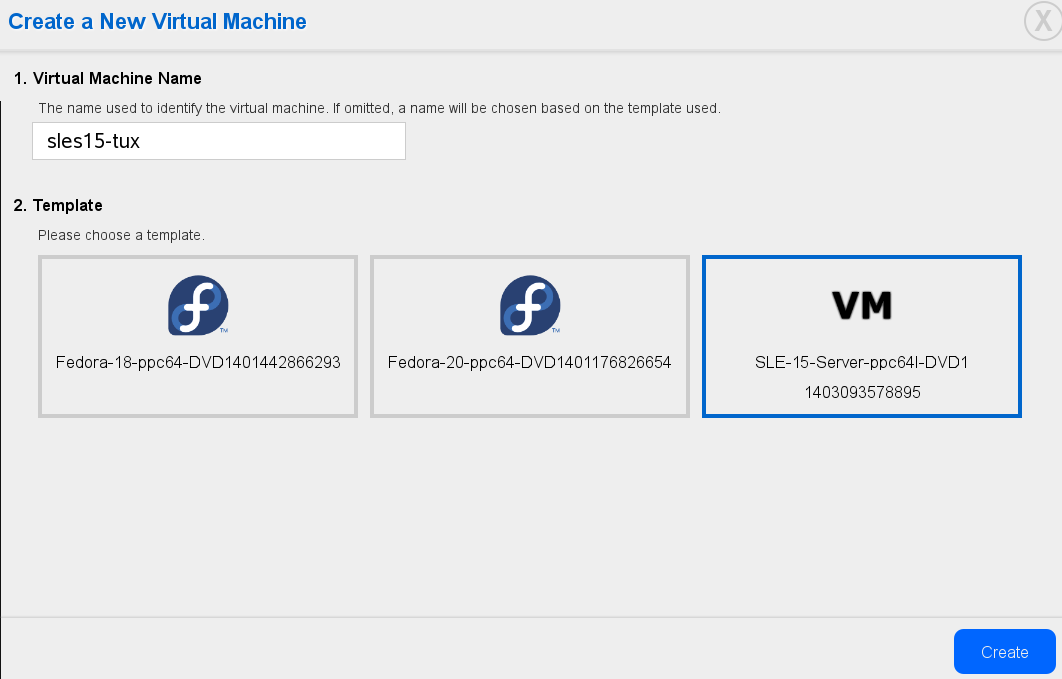 Create a New Virtual Machine
X
1. Virtual Machine Name
The name used to identify the virtual machine. If omitted, a name will be chosen based on the template used.
sles15-tux
2. Template
Please choose a template.
Fedora-18-ppc64-DVD1401442866293
Fedora-20-ppc64-DVD1401176826654
VM
SLE-15-Server-ppc64l-DVD1
1403093578895
Create